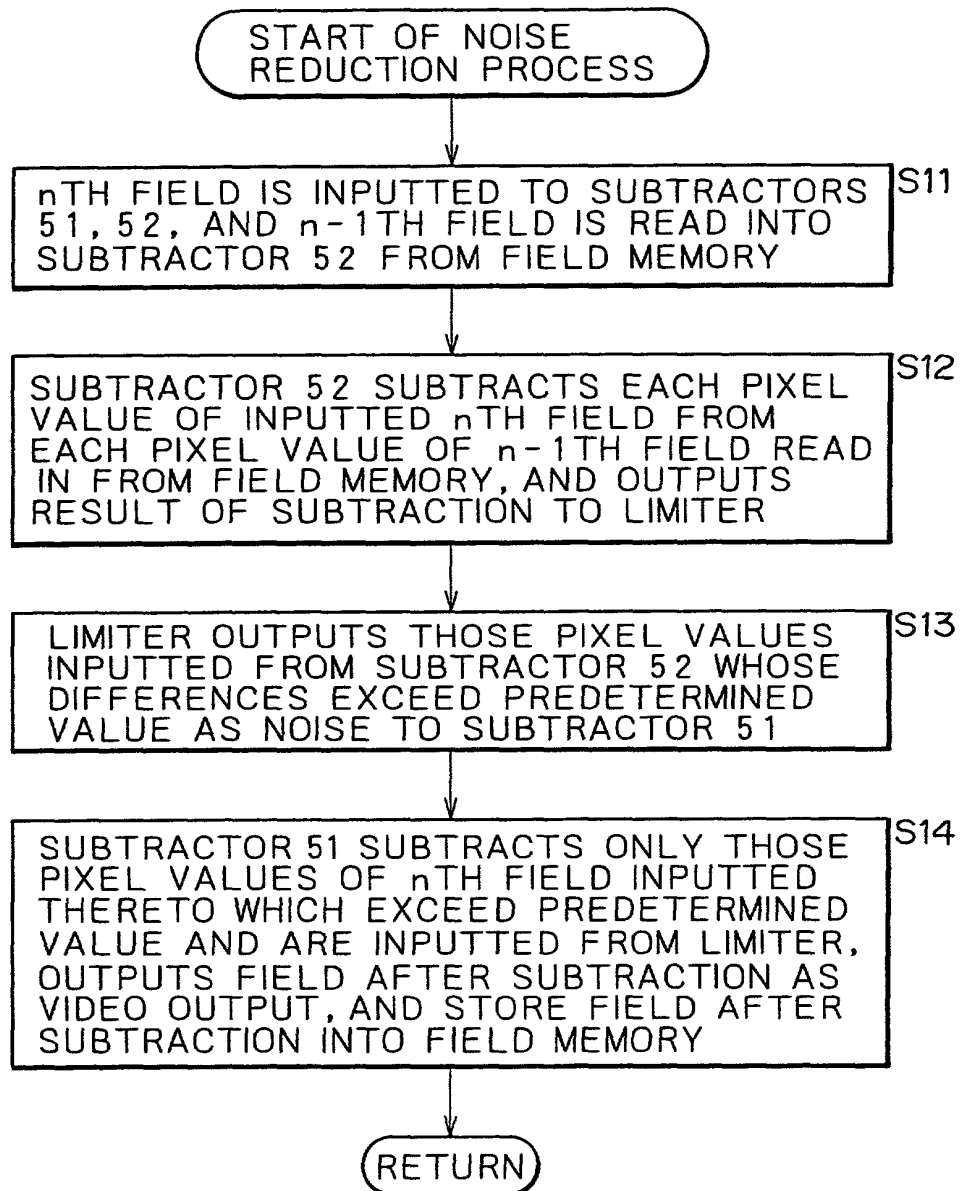 START OF NOISE
REDUCTION PROCESS
nTH FIELD IS INPUTTED TO SUBTRACTORS
51, 52, AND n-1TH FIELD IS READ INTO
SUBTRACTOR 52 FROM FIELD MEMORY
S11
SUBTRACTOR 52 SUBTRACTS EACH PIXEL
VALUE OF INPUTTED nTH FIELD FROM
EACH PIXEL VALUE OF n-1TH FIELD READ
IN FROM FIELD MEMORY, AND OUTPUTS
RESULT OF SUBTRACTION TO LIMITER
S12
LIMITER OUTPUTS THOSE PIXEL VALUES
INPUTTED FROM SUBTRACTOR 52 WHOSE
DIFFERENCES EXCEED PREDETERMINED
VALUE AS NOISE TO SUBTRACTOR 51
S13
SUBTRACTOR 51 SUBTRACTS ONLY THOSE
PIXEL VALUES OF nTH FIELD INPUTTED
THERETO WHICH EXCEED PREDETERMINED
VALUE AND ARE INPUTTED FROM LIMITER,
OUTPUTS FIELD AFTER SUBTRACTION AS
VIDEO OUTPUT, AND STORE FIELD AFTER
SUBTRACTION INTO FIELD MEMORY
S14
RETURN